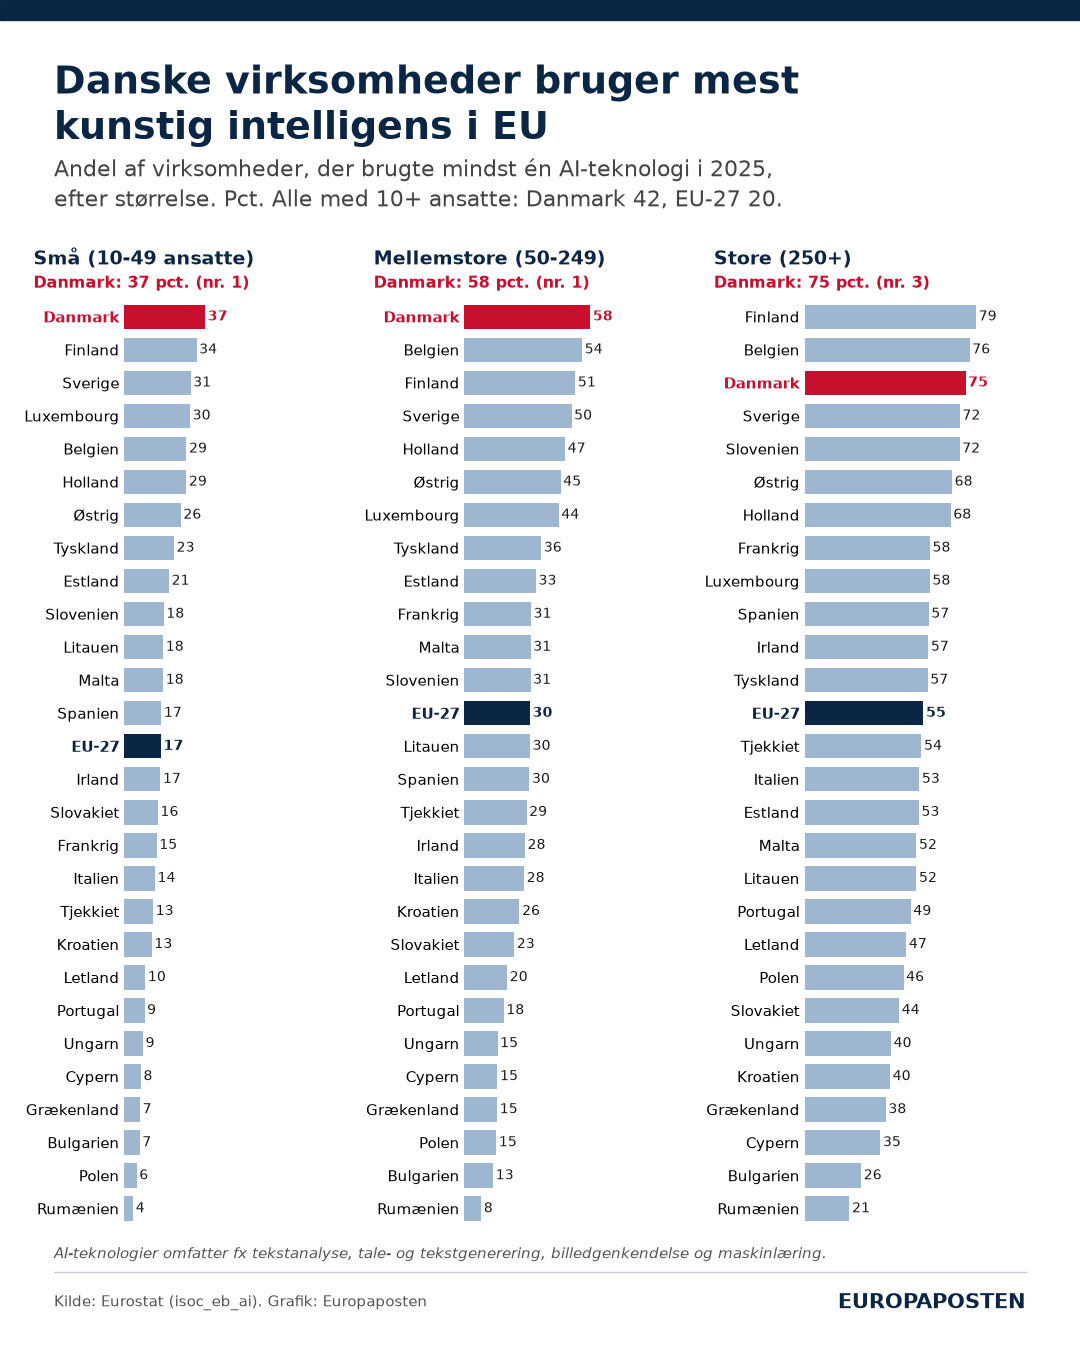 Danske virksomheder bruger mest
kunstig intelligens i EU
Andel af virksomheder, der brugte mindst én AI-teknologi i 2025,
efter størrelse. Pct. Alle med 10+ ansatte: Danmark 42, EU-27 20.
Små (10-49 ansatte)
Danmark: 37 pct. (nr. 1)
Danmark 37
Finland 34
Sverige 31
Luxembourg 30
Belgien 29
Holland 29
Østrig 26
Tyskland 23
Estland 21
Slovenien 18
Litauen 18
Malta 18
Spanien 17
EU-27 17
Irland 17
Slovakiet 16
Frankrig 15
Italien 14
Tjekkiet 13
Kroatien 13
Letland 10
Portugal 9
Ungarn 9
Cypern 8
Grækenland 7
Bulgarien 7
Polen 6
Rumænien 4
Mellemstore (50-249)
Danmark: 58 pct. (nr. 1)
Danmark 58
Belgien 54
Finland 51
Sverige 50
Holland 47
Østrig 45
Luxembourg 44
Tyskland 36
Estland 33
Frankrig 31
Malta 31
Slovenien 31
EU-27 30
Litauen 30
Spanien 30
Tjekkiet 29
Irland 28
Italien 28
Kroatien 26
Slovakiet 23
Letland 20
Portugal 18
Ungarn 15
Cypern 15
Grækenland 15
Polen 15
Bulgarien 13
Rumænien 8
Store (250+)
Danmark: 75 pct. (nr. 3)
Finland 79
Belgien 76
Danmark 75
Sverige 72
Slovenien 72
Østrig 68
Holland 68
Frankrig 58
Luxembourg 58
Spanien 57
Irland 57
Tyskland 57
EU-27 55
Tjekkiet 54
Italien 53
Estland 53
Malta 52
Litauen 52
Portugal 49
Letland 47
Polen 46
Slovakiet 44
Ungarn 40
Kroatien 40
Grækenland 38
Cypern 35
Bulgarien 26
Rumænien 21
AI-teknologier omfatter fx tekstanalyse, tale- og tekstgenerering, billedgenkendelse og maskinlæring.
Kilde: Eurostat (isoc_eb_ai). Grafik: Europaposten
EUROPAPOSTEN